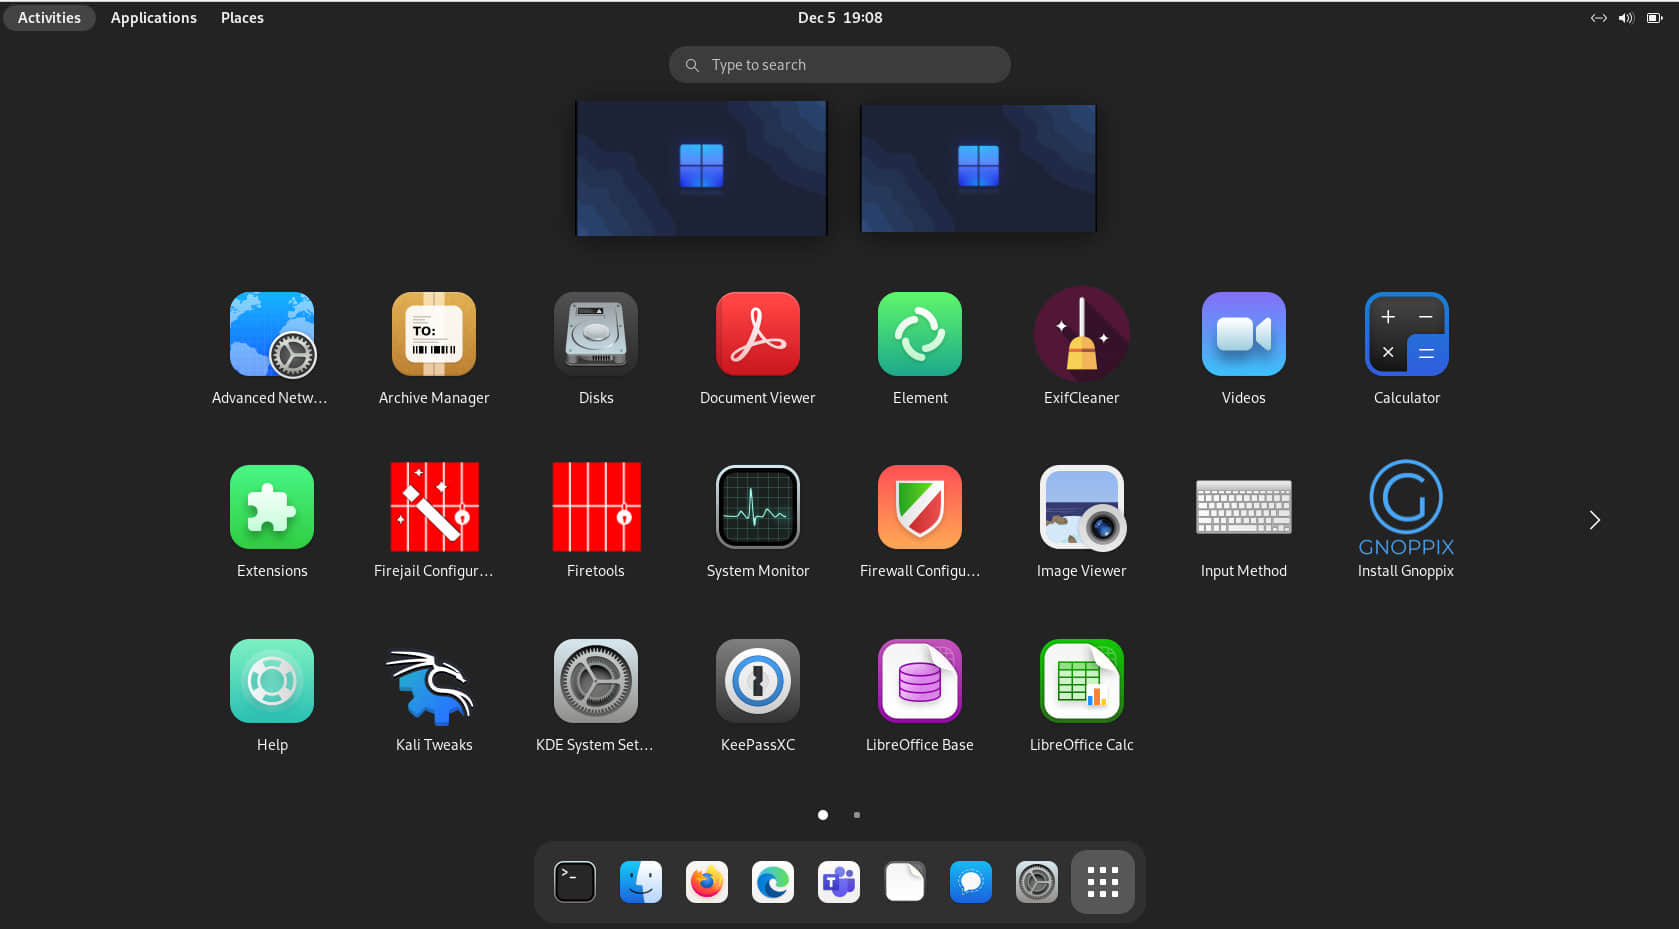 Activities Applications Places Dec 5 19:08
Type to search
TO:
Advanced Netw... Archive Manager Disks Document Viewer Element ExifCleaner Videos Calculator
GNOPPIX
Extensions Firejail Configur... Firetools System Monitor Firewall Configu... Image Viewer Input Method Install Gnoppix
Help Kali Tweaks KDE System Set... KeePassXC LibreOffice Base LibreOffice Calc
>_ T